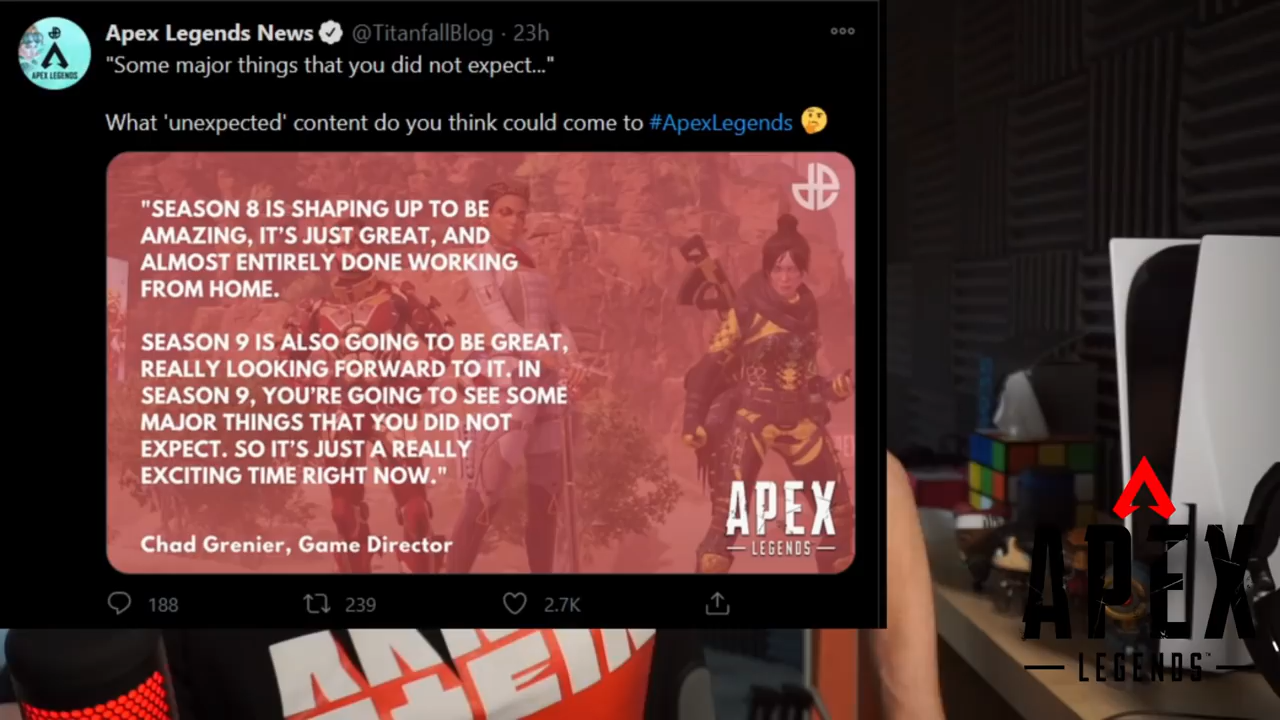 Apex Legends News @TitanfallBlog · 23h
"Some major things that you did not expect..."
What 'unexpected' content do you think could come to #ApexLegends 🤔
"SEASON 8 IS SHAPING UP TO BE
AMAZING, IT'S JUST GREAT, AND
ALMOST ENTIRELY DONE WORKING
FROM HOME.
SEASON 9 IS ALSO GOING TO BE GREAT,
REALLY LOOKING FORWARD TO IT. IN
SEASON 9, YOU'RE GOING TO SEE SOME
MAJOR THINGS THAT YOU DID NOT
EXPECT. SO IT'S JUST A REALLY
EXCITING TIME RIGHT NOW."
Chad Grenier, Game Director
APEX
LEGENDS
188 239 2.7K
APEX
LEGENDS™
APEX LEGENDS